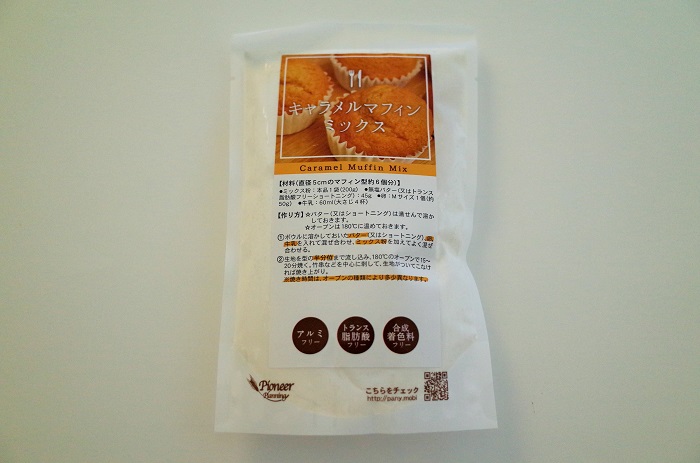 キャラメルマフィン
ミックス
Caramel Muffin Mix
【材料(直径5cmのマフィン型約6個分)】
●ミックス粉:本品1袋(200g) ●無塩バター(又はトランス
脂肪酸フリーショートニング):45g ●卵:Mサイズ1個(約
50g) ●牛乳:60ml(大さじ4杯)
【作り方】☆バター(又はショートニング)は湯せんで溶か
しておきます。
☆オーブンは180℃に温めておきます。
①ボウルに溶かしておいたバター(又はショートニング)、卵、
牛乳を入れて混ぜ合わせ、ミックス粉を加えてよく混ぜ
合わせる。
②生地を型の半分位まで流し込み、180℃のオーブンで15〜
20分焼く。竹串などを中心に刺して、生地がついてこなけ
れば焼き上がり。
※焼き時間は、オーブンの種類により多少異なります。
アルミ
フリー
トランス
脂肪酸
フリー
合成
着色料
フリー
Pioneer
Planning
こちらをチェック
http://panx.mobi